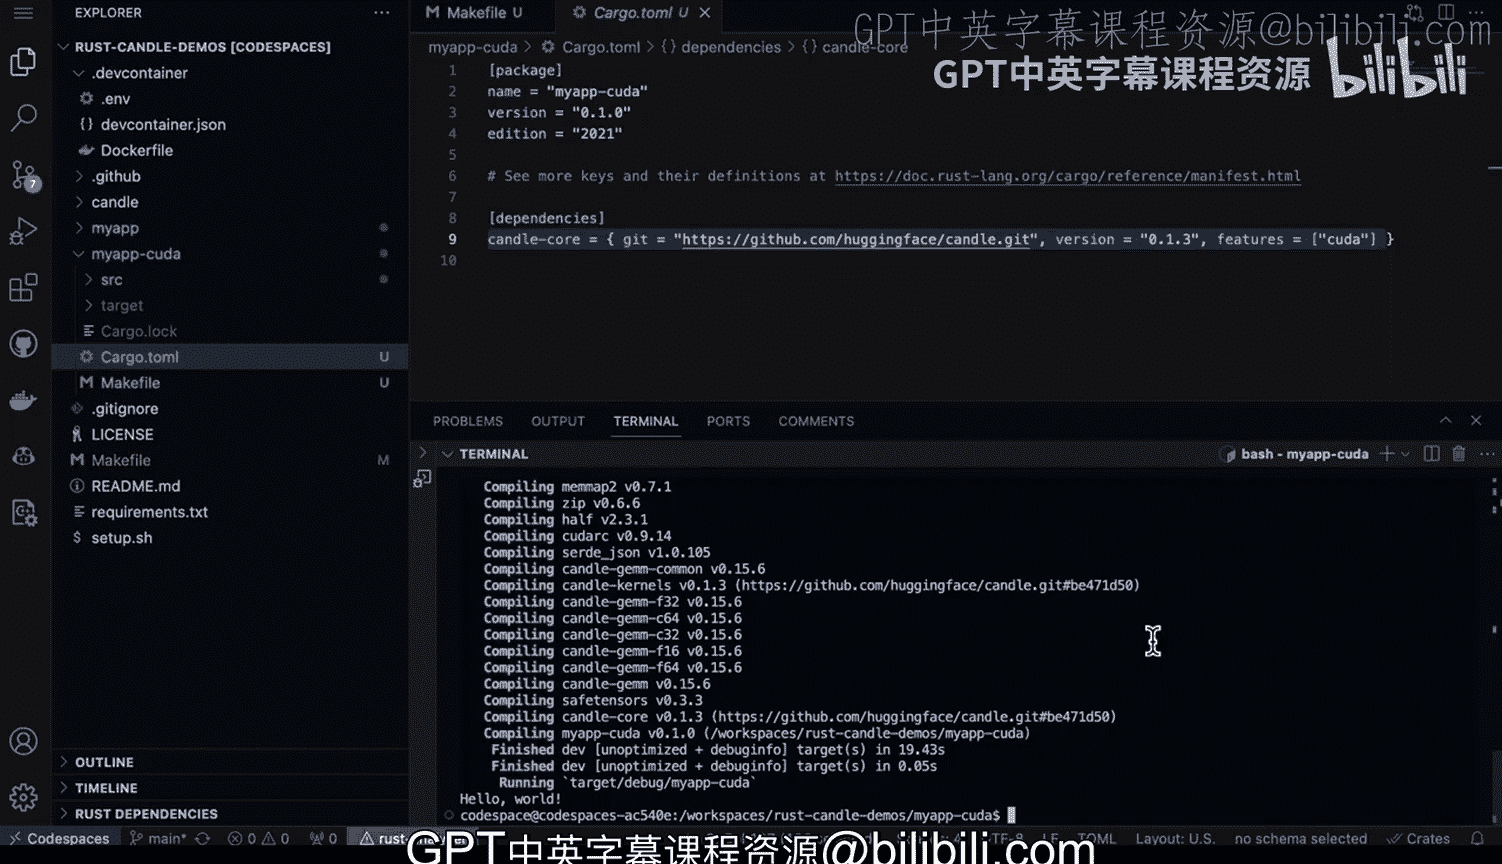 EXPLORER
Makefile U
Cargo.toml U
GPT中英字幕课程资源@bilibili.com
GPT中英字幕课程资源 bilibili
RUST-CANDLE-DEMOS [CODESPACES]
.devcontainer
.env
devcontainer.json
Dockerfile
.github
candle
myapp
myapp-cuda
src
target
Cargo.lock
Cargo.toml U
Makefile U
.gitignore
LICENSE
Makefile M
README.md
requirements.txt
setup.sh
OUTLINE
TIMELINE
RUST DEPENDENCIES
7
myapp-cuda > Cargo.toml > {} dependencies > {} candle-core
1 [package]
2 name = "myapp-cuda"
3 version = "0.1.0"
4 edition = "2021"
5
6 # See more keys and their definitions at https://doc.rust-lang.org/cargo/reference/manifest.html
7
8 [dependencies]
9 candle-core = { git = "https://github.com/huggingface/candle.git", version = "0.1.3", features = ["cuda"] }
10
PROBLEMS OUTPUT TERMINAL PORTS COMMENTS
TERMINAL
bash - myapp-cuda
Compiling memmap2 v0.7.1
Compiling zip v0.6.6
Compiling half v2.3.1
Compiling cudarc v0.9.14
Compiling serde_json v1.0.105
Compiling candle-gemm-common v0.15.6
Compiling candle-kernels v0.1.3 (https://github.com/huggingface/candle.git#be471d50)
Compiling candle-gemm-f32 v0.15.6
Compiling candle-gemm-c64 v0.15.6
Compiling candle-gemm-c32 v0.15.6
Compiling candle-gemm-f16 v0.15.6
Compiling candle-gemm-f64 v0.15.6
Compiling candle-gemm v0.15.6
Compiling safetensors v0.3.3
Compiling candle-core v0.1.3 (https://github.com/huggingface/candle.git#be471d50)
Compiling myapp-cuda v0.1.0 (/workspaces/rust-candle-demos/myapp-cuda)
Finished dev [unoptimized + debuginfo] target(s) in 19.43s
Finished dev [unoptimized + debuginfo] target(s) in 0.05s
Running `target/debug/myapp-cuda`
Hello, world!
codespace@codespaces-ac540e:/workspaces/rust-candle-demos/myapp-cuda$
Codespaces main* 0 0 0 LF TOML Layout: U.S. no schema selected Crates
GPT中英字幕课程资源@bilibili.com